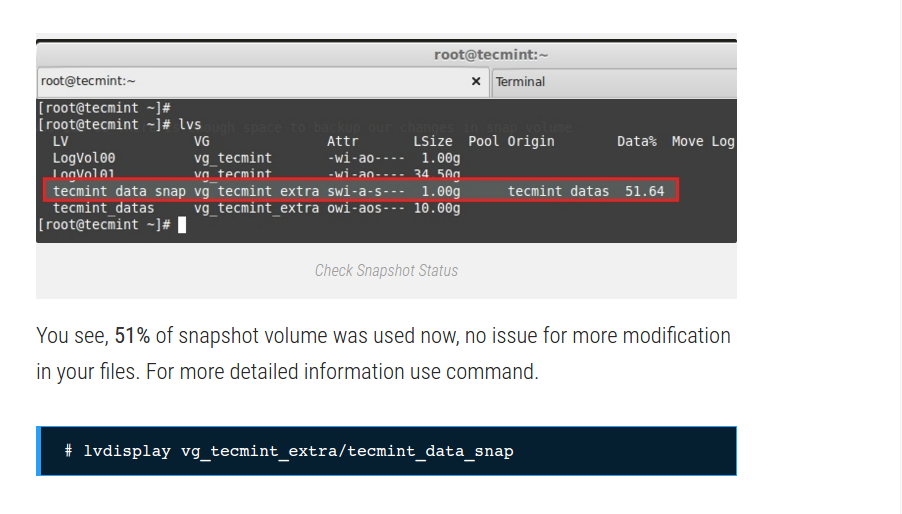 root@tecmint:~
root@tecmint:~ × Terminal
[root@tecmint ~]#
[root@tecmint ~]# lvs
LV VG Attr LSize Pool Origin Data% Move Log
LogVol00 vg_tecmint -wi-ao---- 1.00g
LogVol01 vg_tecmint -wi-ao---- 34.50g
tecmint_data_snap vg_tecmint_extra swi-a-s--- 1.00g tecmint_datas 51.64
tecmint_datas vg_tecmint_extra owi-aos--- 10.00g
[root@tecmint ~]#
Check Snapshot Status
You see, 51% of snapshot volume was used now, no issue for more modification
in your files. For more detailed information use command.
# lvdisplay vg_tecmint_extra/tecmint_data_snap